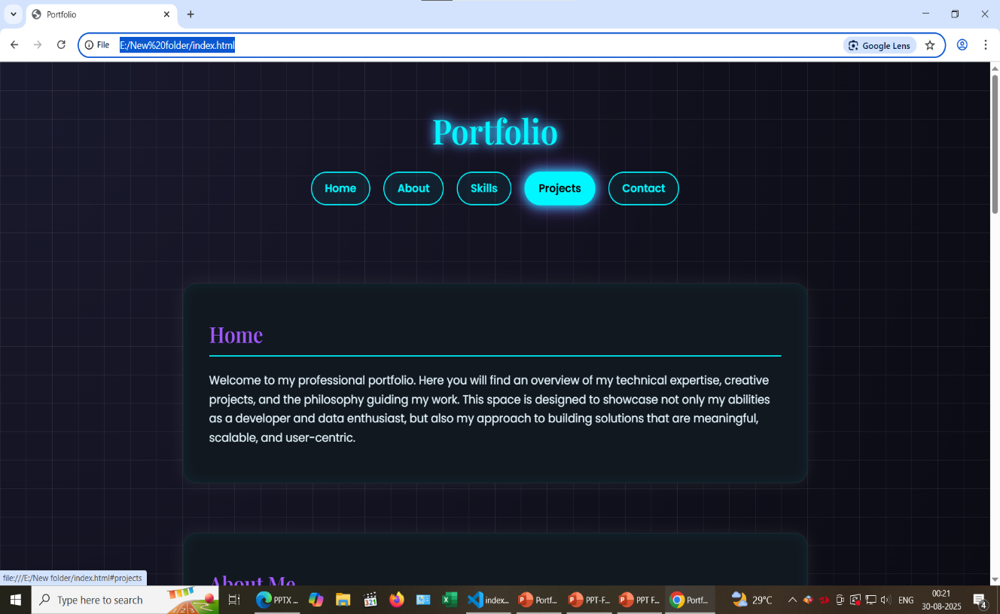 Portfolio
File
E:/New%20folder/index.html
Google Lens
Portfolio
Home
About
Skills
Projects
Contact
Home
Welcome to my professional portfolio. Here you will find an overview of my technical expertise, creative
projects, and the philosophy guiding my work. This space is designed to showcase not only my abilities
as a developer and data enthusiast, but also my approach to building solutions that are meaningful,
scalable, and user-centric.
About Me
file:///E:/New folder/index.html#projects
Type here to search
321
PPTX ...
index...
Portf...
PPT-F...
PPT F...
Portf...
29°C
ENG
00:21
30-08-2025
4